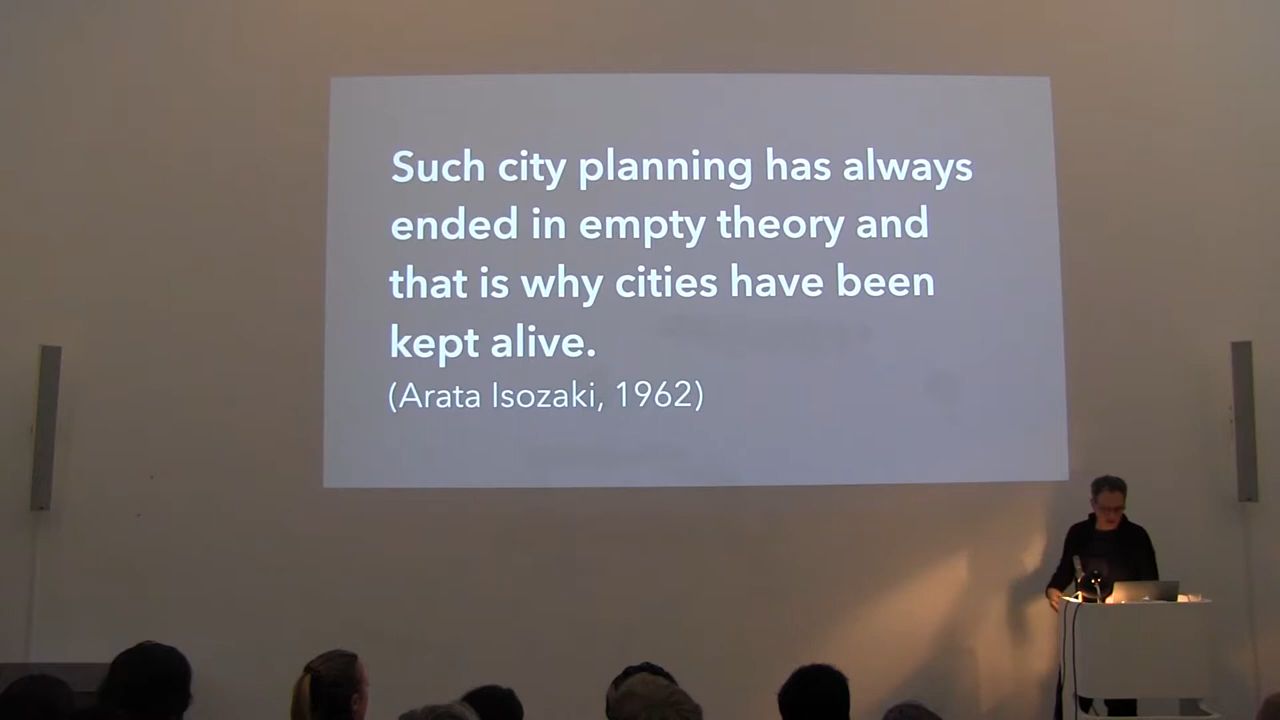 Such city planning has always
ended in empty theory and
that is why cities have been
kept alive.
(Arata Isozaki, 1962)